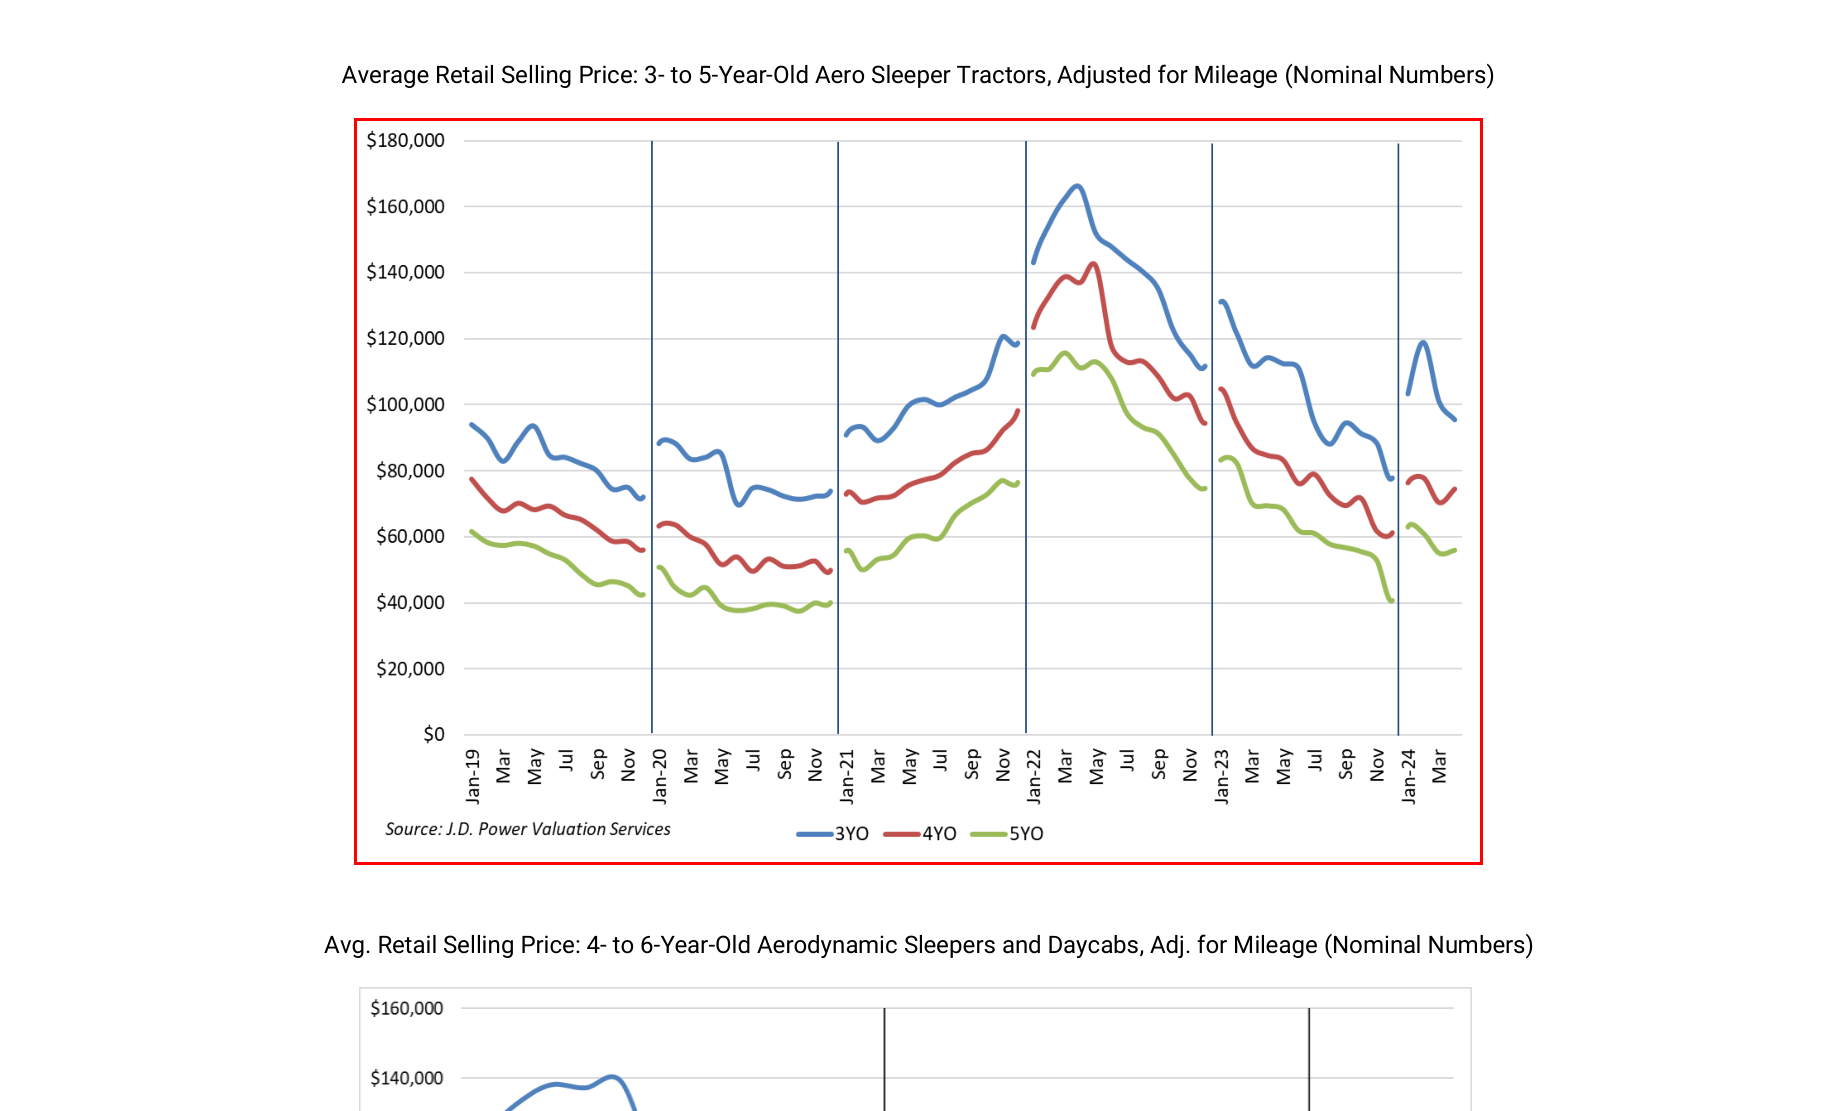 Average Retail Selling Price: 3- to 5-Year-Old Aero Sleeper Tractors, Adjusted for Mileage (Nominal Numbers)
$180,000
$160,000
$140,000
$120,000
$100,000
$80,000
$60,000
$40,000
$20,000
$0
Jan-19
Mar
May
Jul
Sep
Nov
Jan-20
Mar
May
Jul
Sep
Nov
Jan-21
Mar
May
Jul
Sep
Nov
Jan-22
Mar
May
Jul
Sep
Nov
Jan-23
Mar
May
Jul
Sep
Nov
Jan-24
Mar
Source: J.D. Power Valuation Services
3YO 4YO 5YO
Avg. Retail Selling Price: 4- to 6-Year-Old Aerodynamic Sleepers and Daycabs, Adj. for Mileage (Nominal Numbers)
$160,000
$140,000